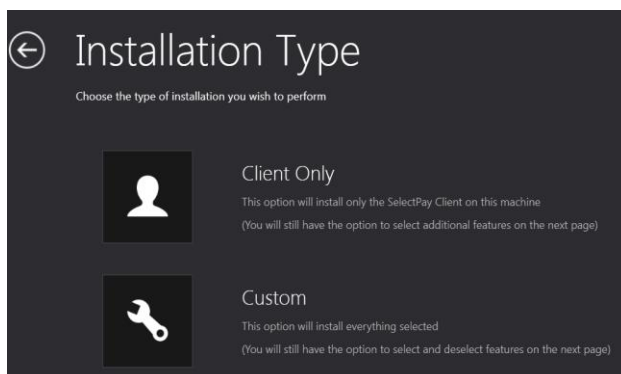 Installation Type
Choose the type of installation you wish to perform
Client Only
This option will install only the SelectPay Client on this machine
(You will still have the option to select additional features on the next page)
Custom
This option will install everything selected
(You will still have the option to select and deselect features on the next page)